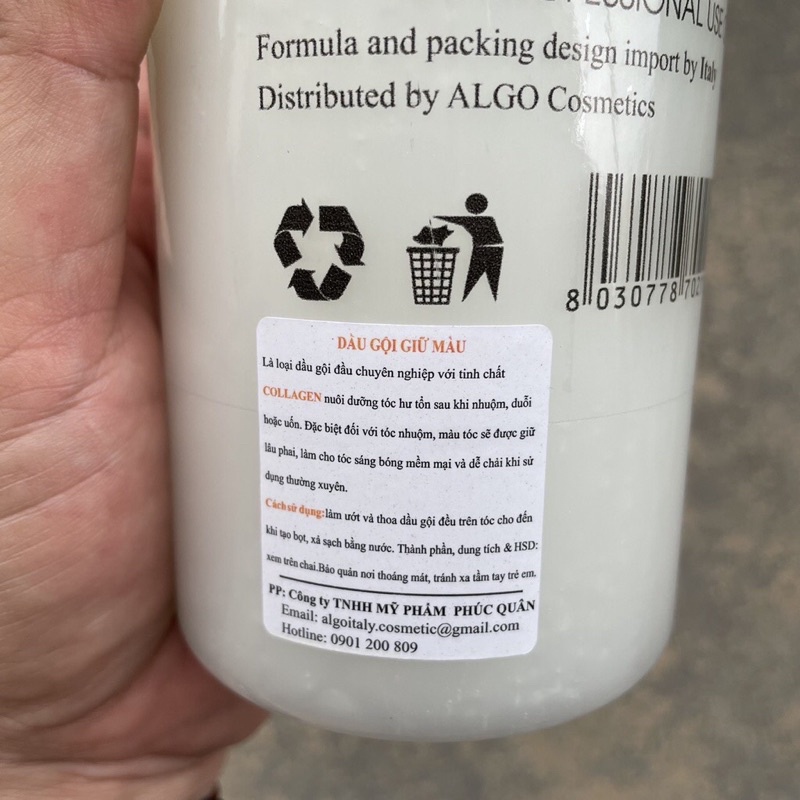 USE
Formula and packing design import by Italy
Distributed by ALGO Cosmetics
8 030778 70
DẦU GỘI GIỮ MÀU
Là loại dầu gội đầu chuyên nghiệp với tinh chất
COLLAGEN nuôi dưỡng tóc hư tổn sau khi nhuộm, duỗi
hoặc uốn. Đặc biệt đối với tóc nhuộm, màu tóc sẽ được giữ
lâu phai, làm cho tóc sáng bóng mềm mại và dễ chải khi sử
dụng thường xuyên.
Cách sử dụng:làm ướt và thoa dầu gội đều trên tóc cho đến
khi tạo bọt, xả sạch bằng nước. Thành phần, dung tích & HSD:
xem trên chai.Bảo quản nơi thoáng mát, tránh xa tầm tay trẻ em.
PP: Công ty TNHH MỸ PHẨM PHÚC QUÂN
Email: algoitaly.cosmetic@gmail.com
Hotline: 0901 200 809